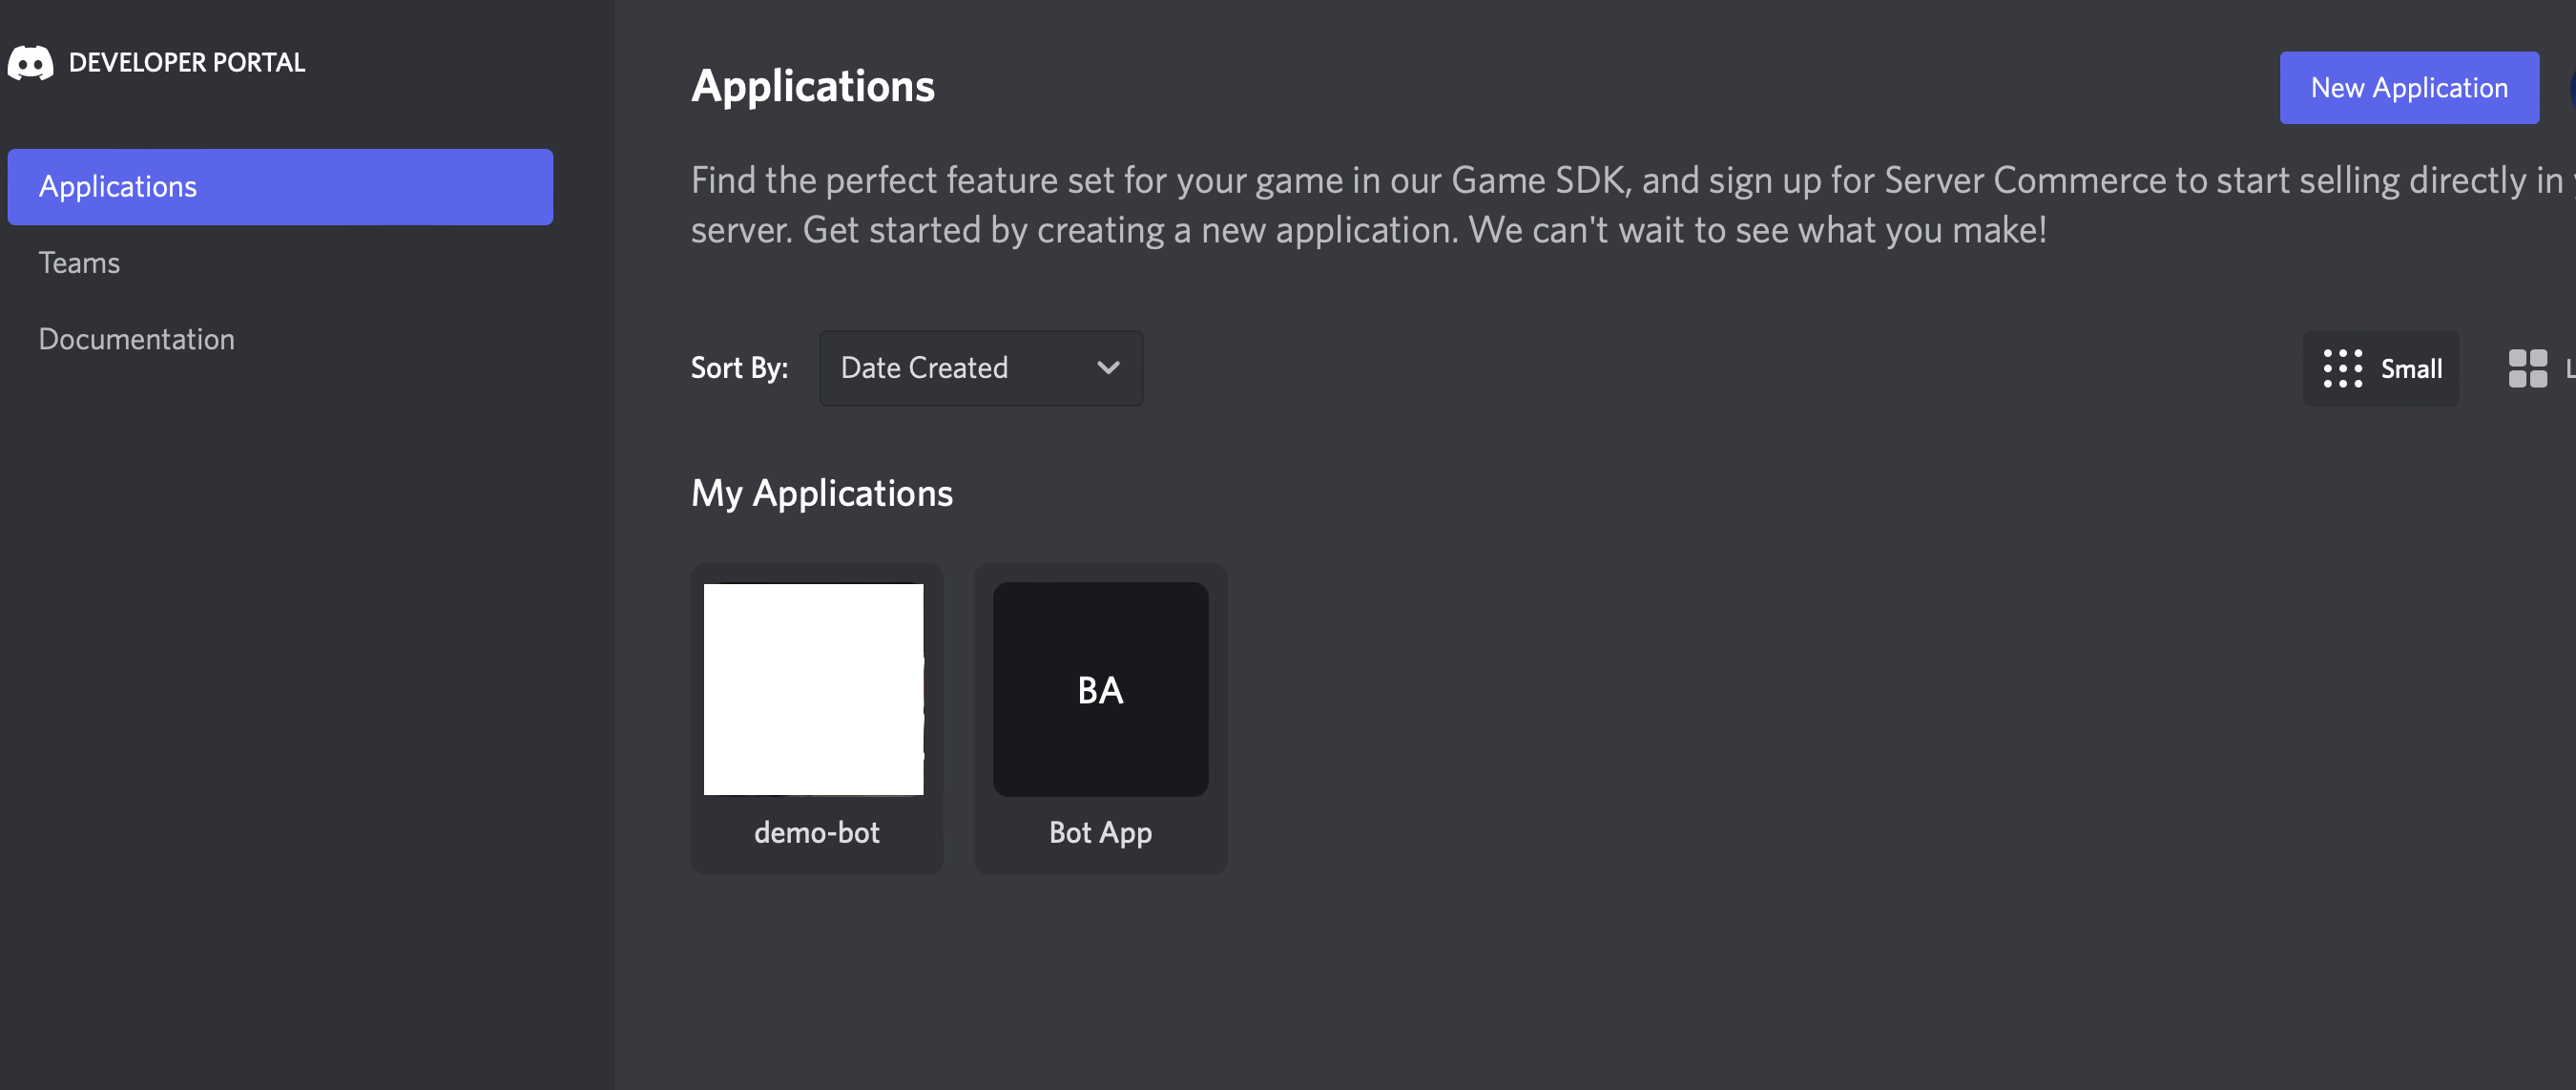 DEVELOPER PORTAL
Applications
Teams
Documentation
Applications
New Application
Find the perfect feature set for your game in our Game SDK, and sign up for Server Commerce to start selling directly in
server. Get started by creating a new application. We can't wait to see what you make!
Sort By:
Date Created
Small
My Applications
BA
demo-bot
Bot App